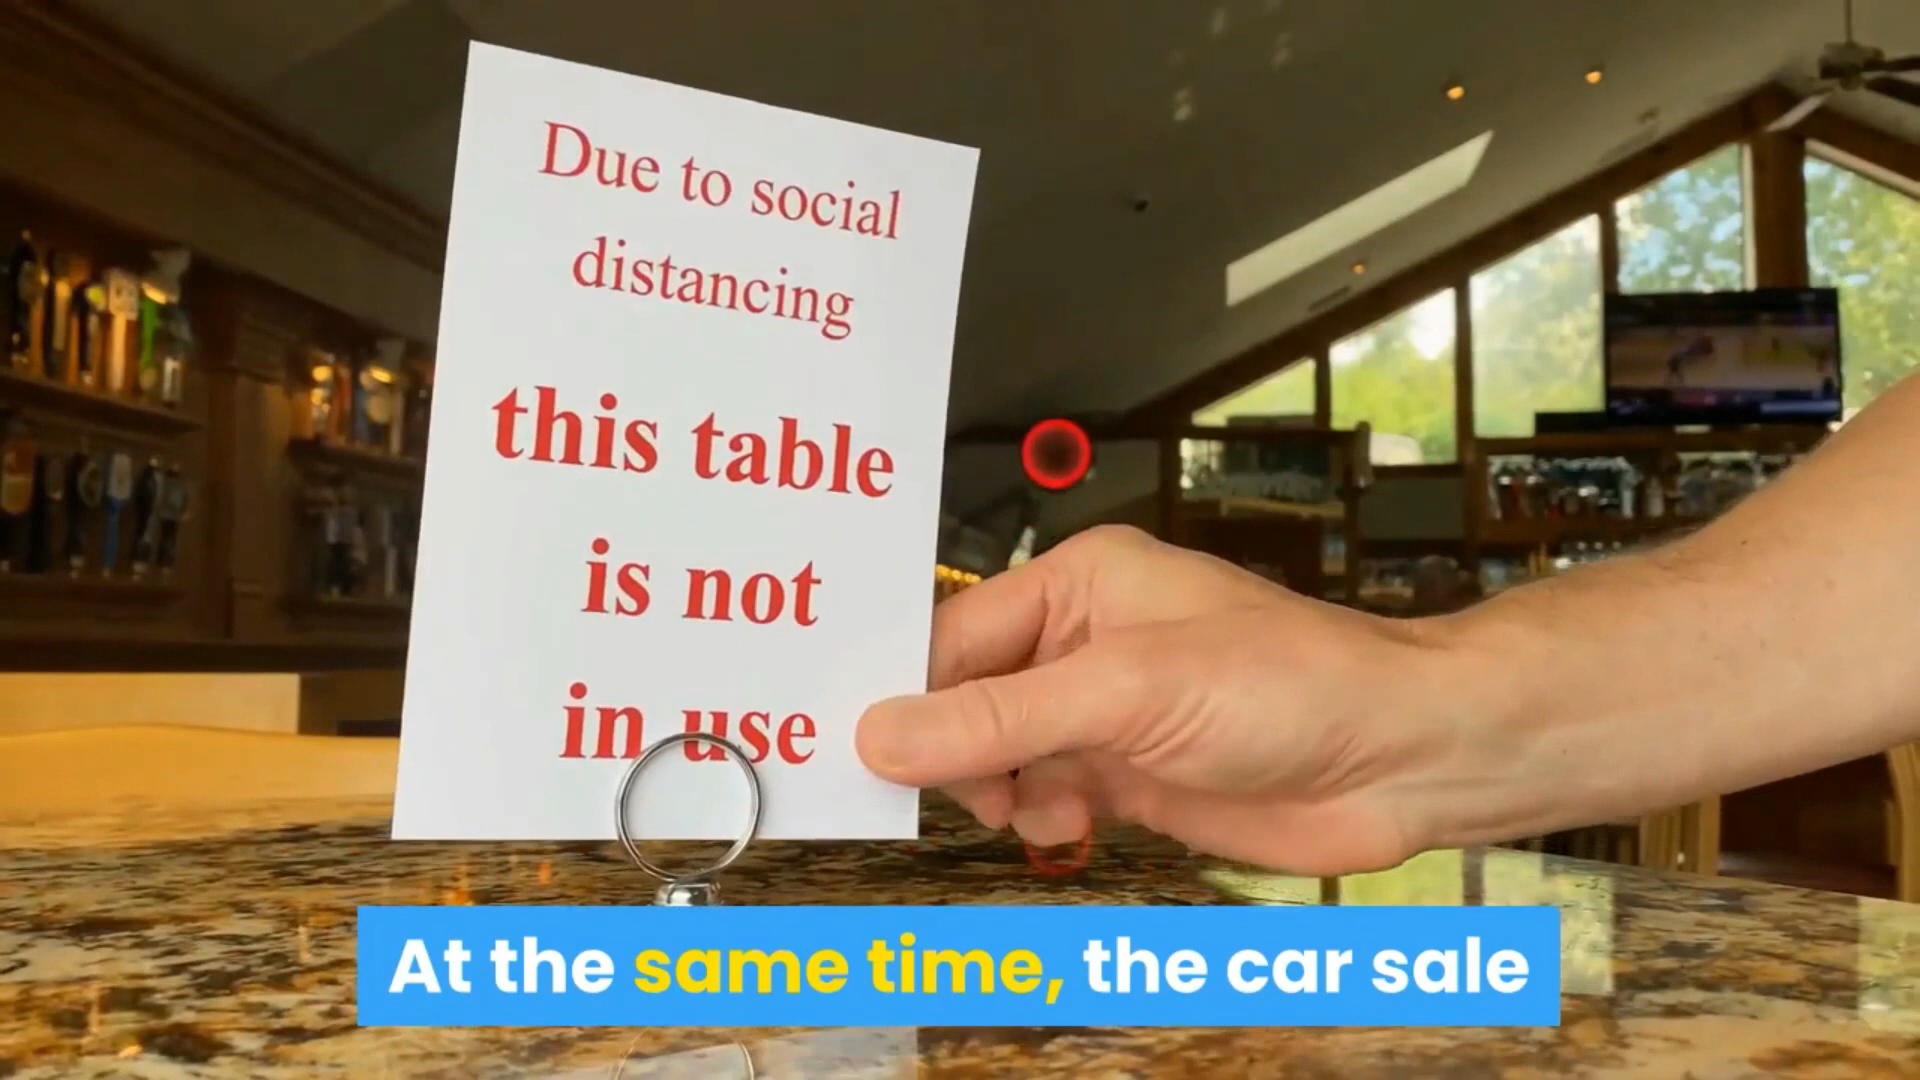 Due to social
distancing
this table
is not
in use
At the same time, the car sale